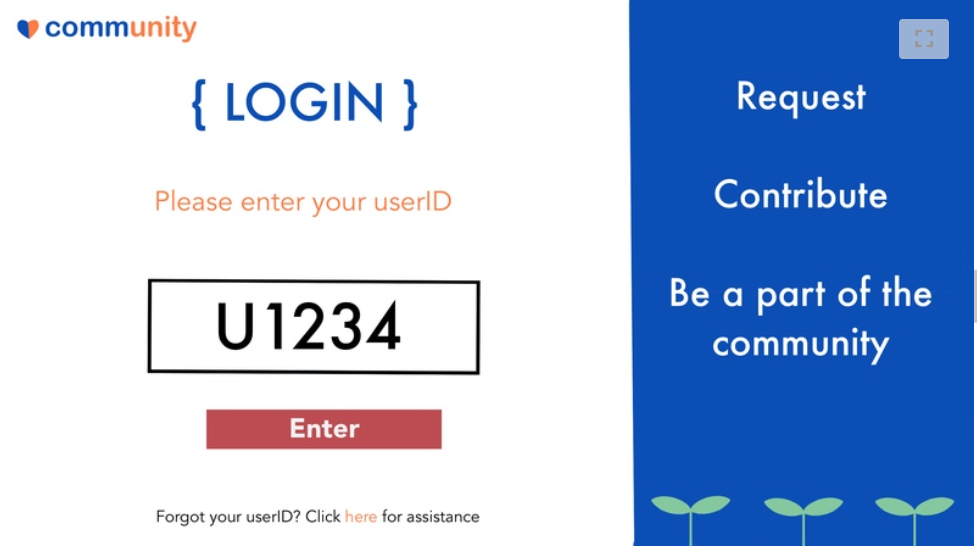 community
{ LOGIN }
Please enter your userID
U1234
Enter
Forgot your userID? Click here for assistance
Request
Contribute
Be a part of the
community